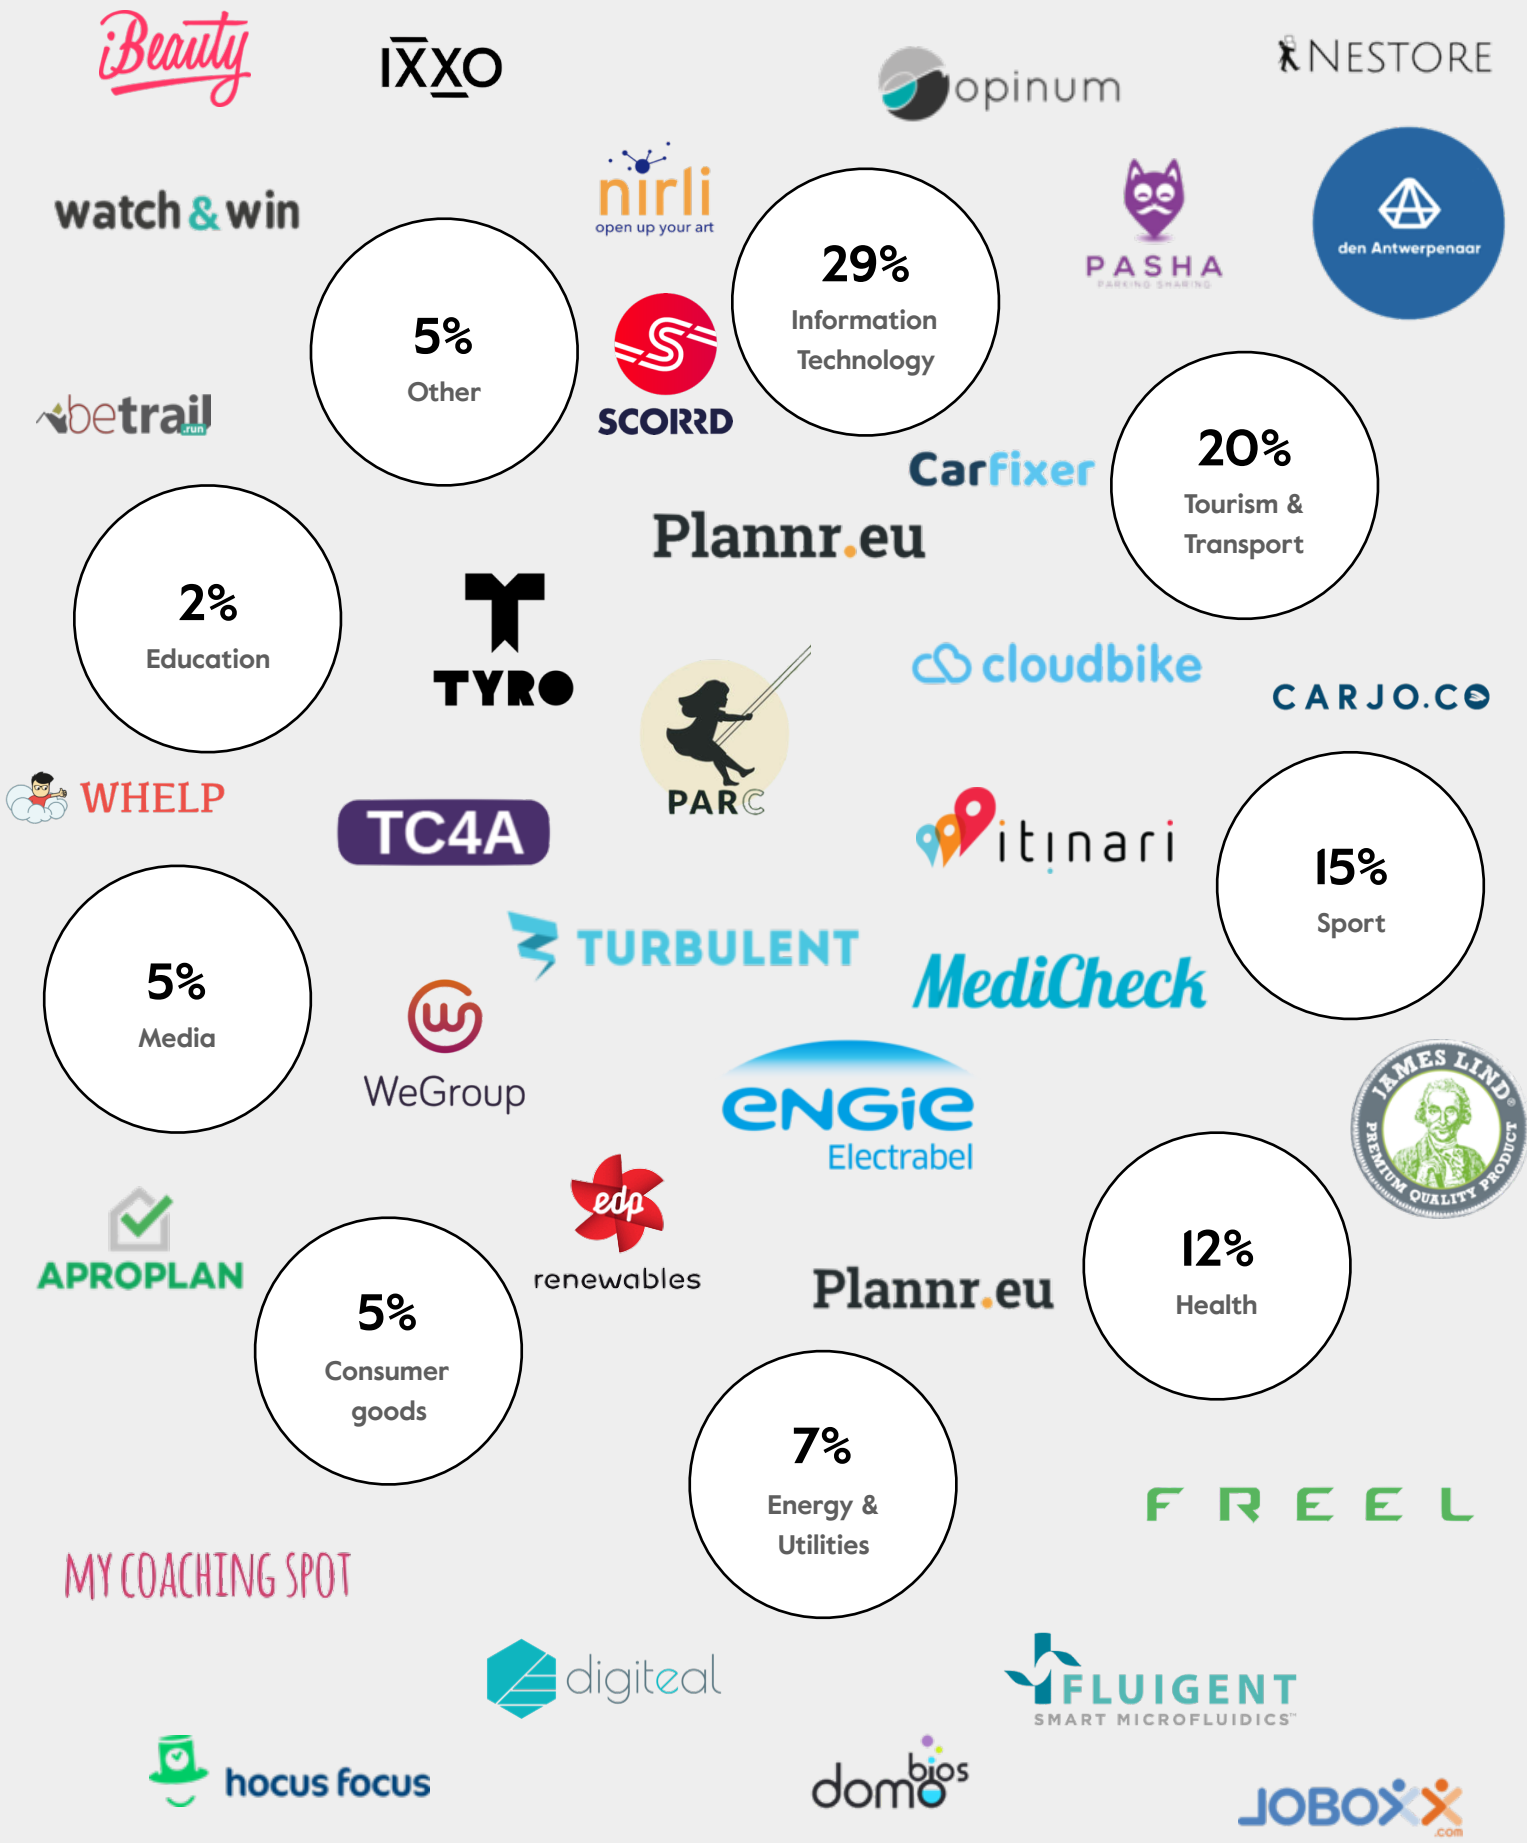 iBeauty
IXXO
opinum
NESTORE
watch & win
nirli
open up your art
PASHA
PARKING SHARING
den Antwerpenaar
29%
Information
Technology
5%
Other
SCORRD
betrail
.run
Carfixer
20%
Tourism &
Transport
Plannr.eu
2%
Education
TYRO
cloudbike
CARJO.CO
PARC
WHELP
TC4A
itinari
15%
Sport
TURBULENT
MediCheck
5%
Media
WeGroup
ENGIE
Electrabel
JAMES LIND®
PREMIUM QUALITY PRODUCT
edp
renewables
APROPLAN
Plannr.eu
12%
Health
5%
Consumer
goods
7%
Energy &
Utilities
FREEL
MY COACHING SPOT
digiteal
FLUIGENT
SMART MICROFLUIDICS™
hocus focus
domobios
JOBOXX
.com